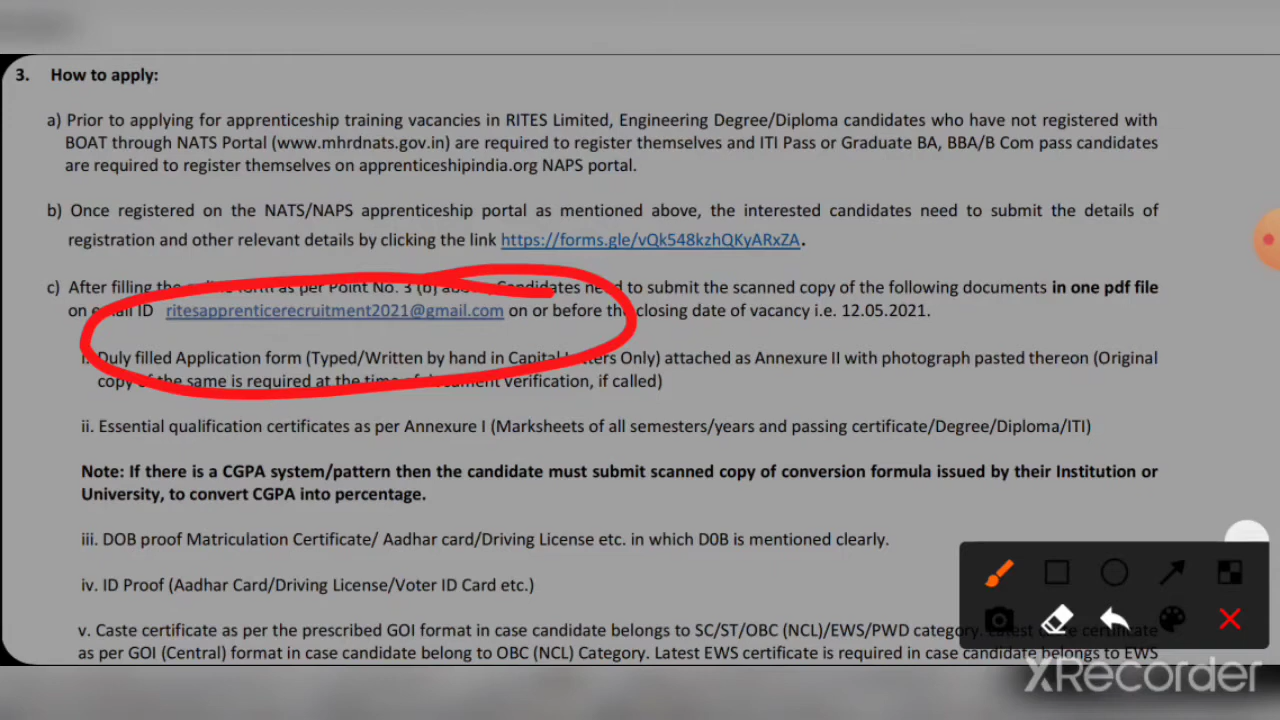 3. How to apply:
a) Prior to applying for apprenticeship training vacancies in RITES Limited, Engineering Degree/Diploma candidates who have not registered with
BOAT through NATS Portal (www.mhrdnats.gov.in) are required to register themselves and ITI Pass or Graduate BA, BBA/B Com pass candidates
are required to register themselves on apprenticeshipindia.org NAPS portal.
b) Once registered on the NATS/NAPS apprenticeship portal as mentioned above, the interested candidates need to submit the details of
registration and other relevant details by clicking the link https://forms.gle/vQk548kzhQKyARxZA.
c) After filling the online form as per Point No. 3 (b) above, Candidates need to submit the scanned copy of the following documents in one pdf file
on email ID ritesapprenticerecruitment2021@gmail.com on or before the closing date of vacancy i.e. 12.05.2021.
i. Duly filled Application form (Typed/Written by hand in Capital Letters Only) attached as Annexure II with photograph pasted thereon (Original
copy of the same is required at the time of document verification, if called)
ii. Essential qualification certificates as per Annexure I (Marksheets of all semesters/years and passing certificate/Degree/Diploma/ITI)
Note: If there is a CGPA system/pattern then the candidate must submit scanned copy of conversion formula issued by their Institution or
University, to convert CGPA into percentage.
iii. DOB proof Matriculation Certificate/ Aadhar card/Driving License etc. in which D0B is mentioned clearly.
iv. ID Proof (Aadhar Card/Driving License/Voter ID Card etc.)
v. Caste certificate as per the prescribed GOI format in case candidate belongs to SC/ST/OBC (NCL)/EWS/PWD category. Latest caste certificate
as per GOI (Central) format in case candidate belong to OBC (NCL) Category. Latest EWS certificate is required in case candidate belongs to EWS
XRecorder